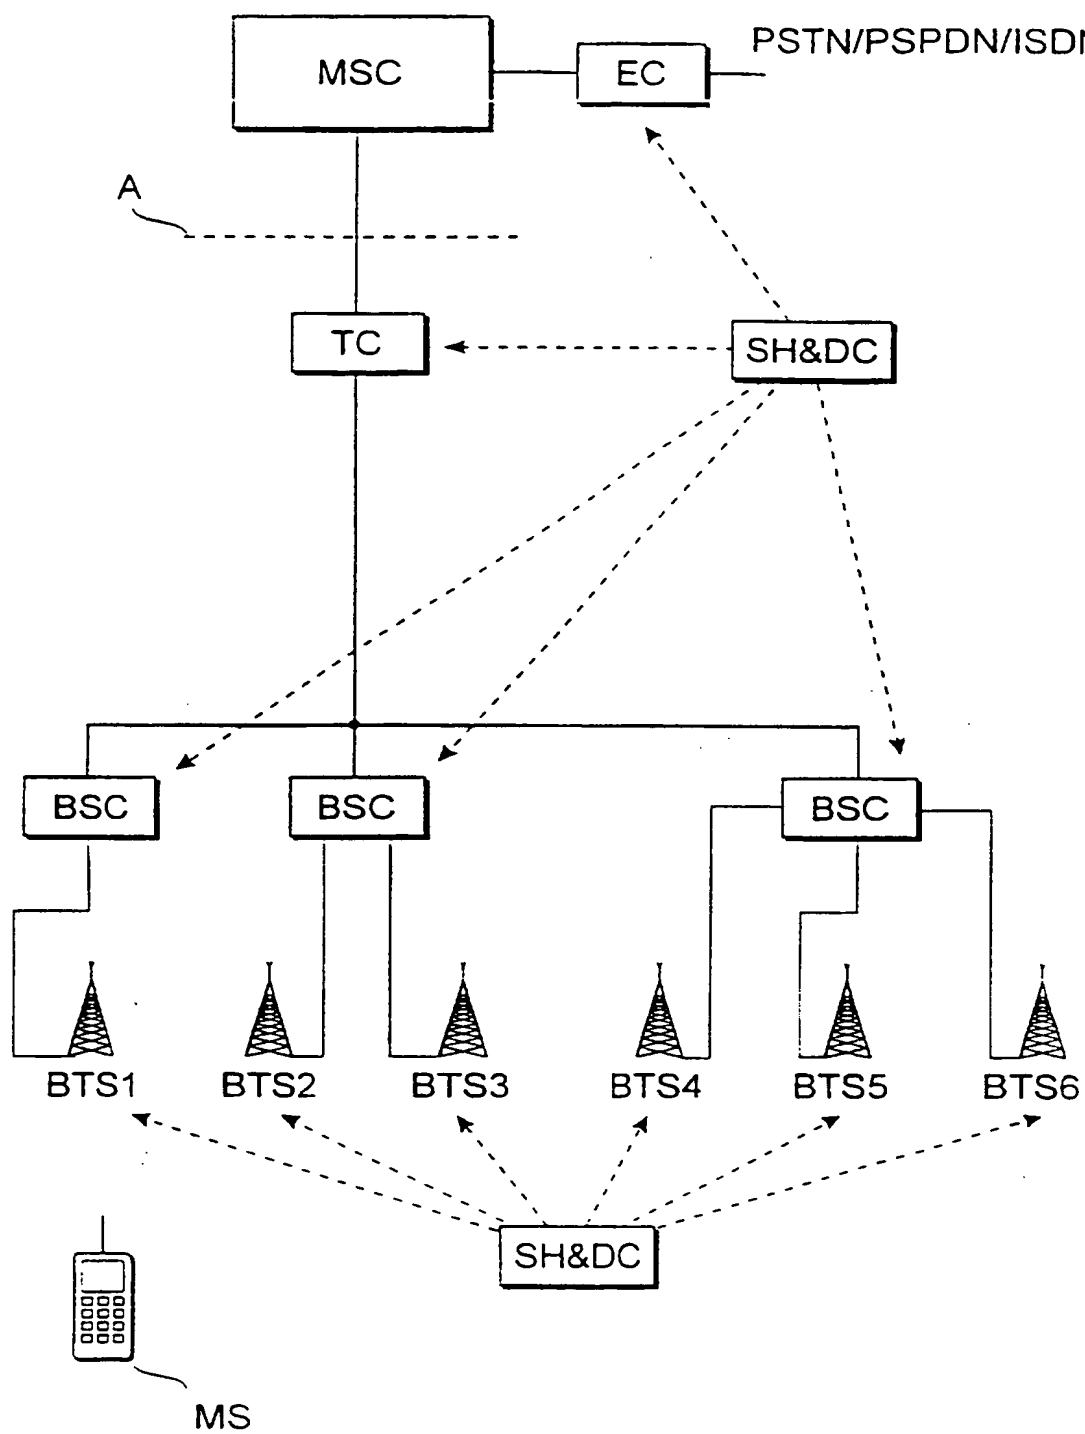 PSTN/PSPDN/ISDI
MSC
EC
A
TC
SH&DC
BSC
BSC
BSC
BTS1
BTS2
BTS3
BTS4
BTS5
BTS6
SH&DC
MS